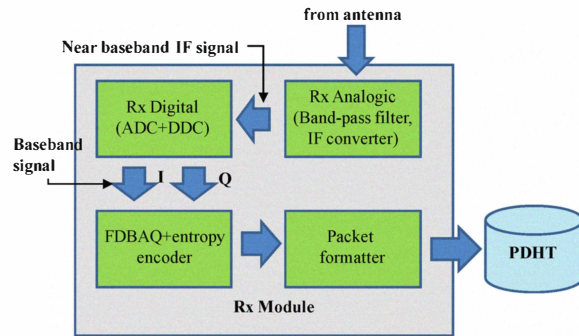 from antenna
Near baseband IF signal
Rx Digital
(ADC+DDC)
Rx Analogic
(Band-pass filter,
IF converter)
Baseband
signal
I
Q
FDBAQ+entropy
encoder
Packet
formatter
PDHT
Rx Module